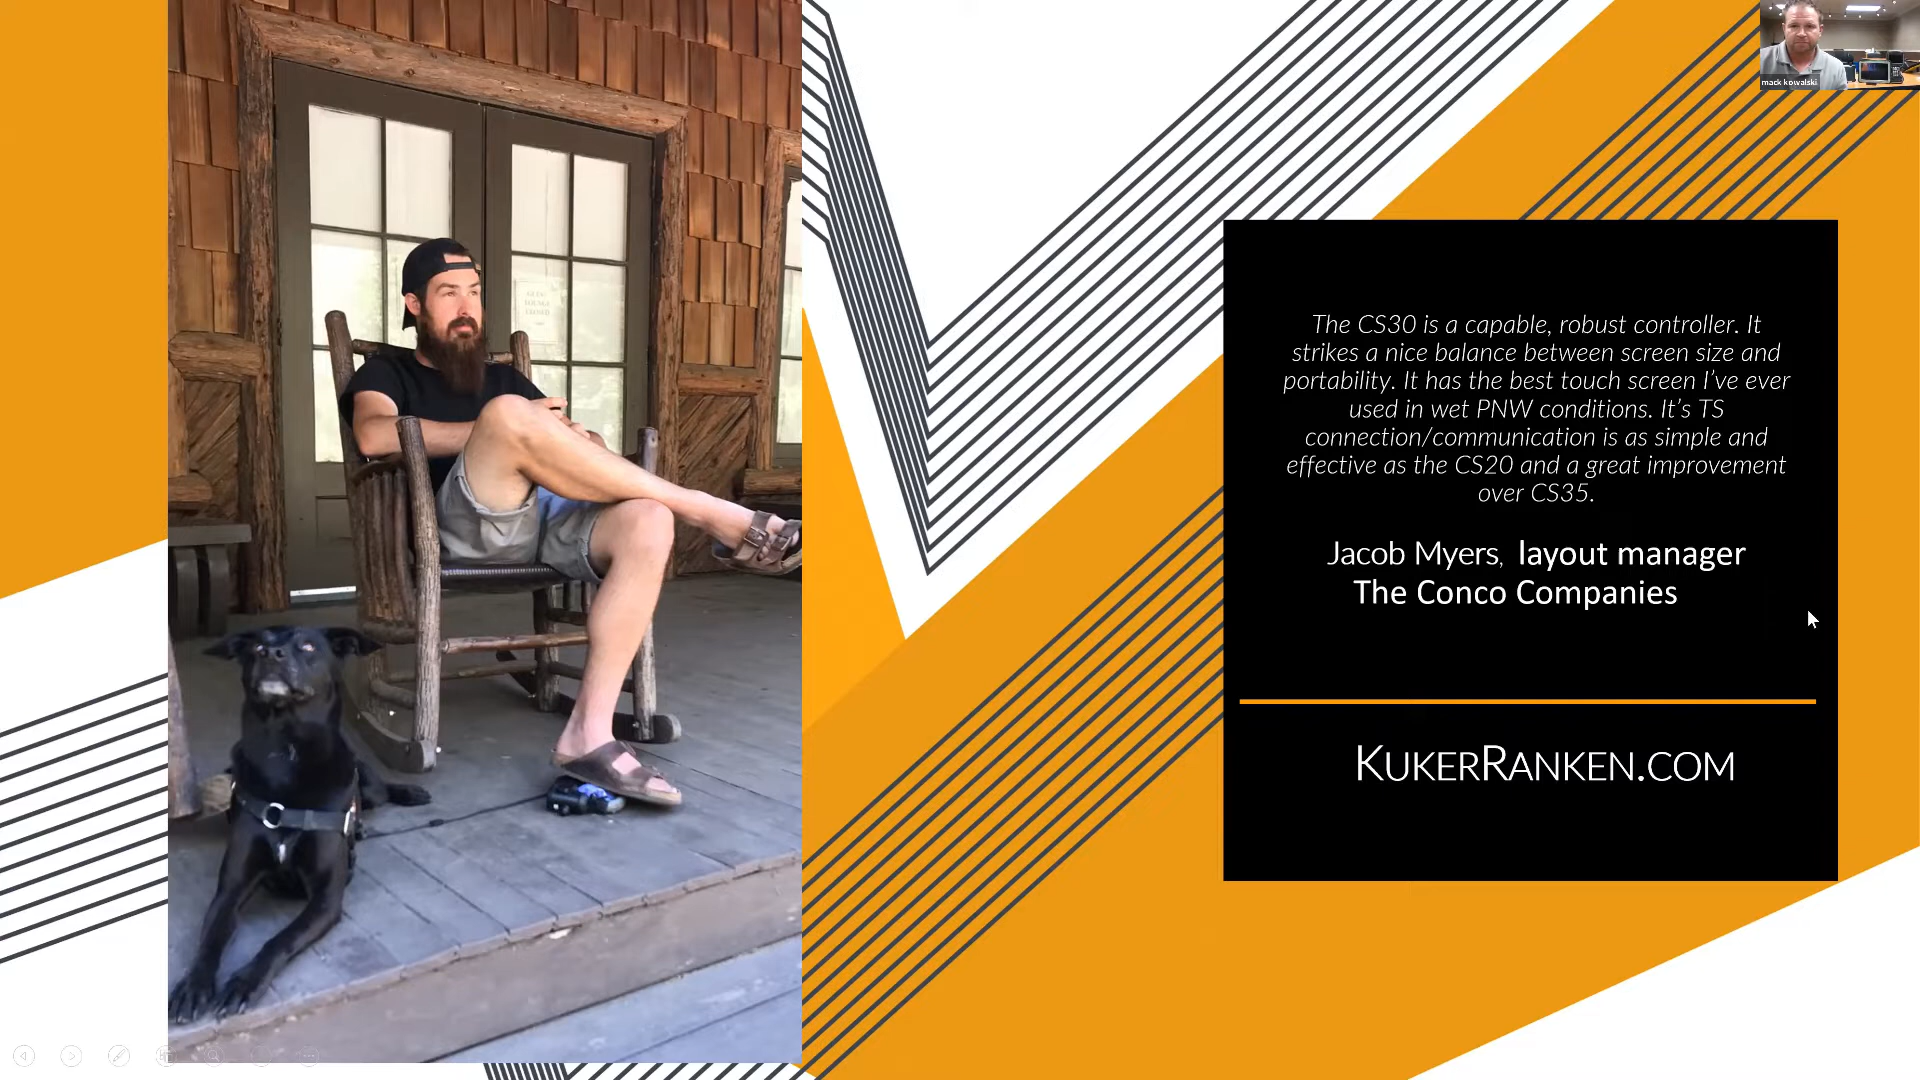 mack kowalski
The CS30 is a capable, robust controller. It
strikes a nice balance between screen size and
portability. It has the best touch screen I've ever
used in wet PNW conditions. It's TS
connection/communication is as simple and
effective as the CS20 and a great improvement
over CS35.
Jacob Myers, layout manager
The Conco Companies
KUKERRANKEN.COM